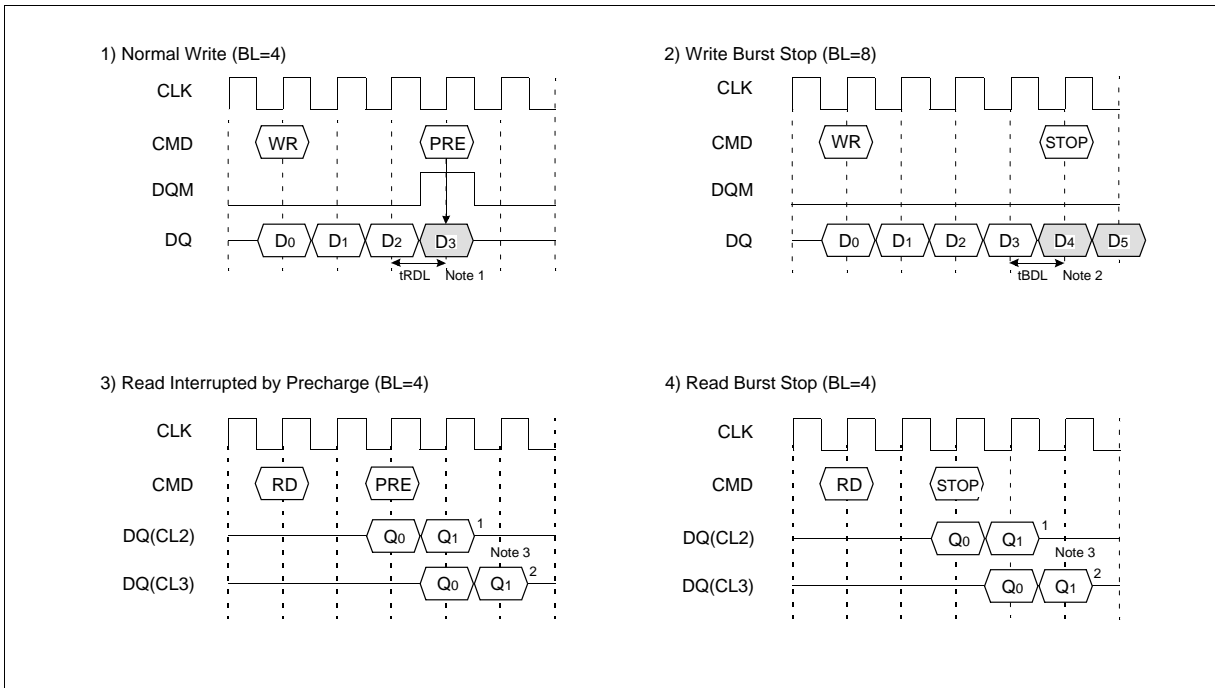 1) Normal Write (BL=4)
CLK
CMD
WR
PRE
DQM
DQ
D0
D1
D2
D3
tRDL
Note 1
2) Write Burst Stop (BL=8)
CLK
CMD
WR
STOP
DQM
DQ
D0
D1
D2
D3
D4
D5
tBDL
Note 2
3) Read Interrupted by Precharge (BL=4)
CLK
CMD
RD
PRE
DQ(CL2)
Q0
Q1
1
Note 3
DQ(CL3)
Q0
Q1
2
4) Read Burst Stop (BL=4)
CLK
CMD
RD
STOP
DQ(CL2)
Q0
Q1
1
Note 3
DQ(CL3)
Q0
Q1
2